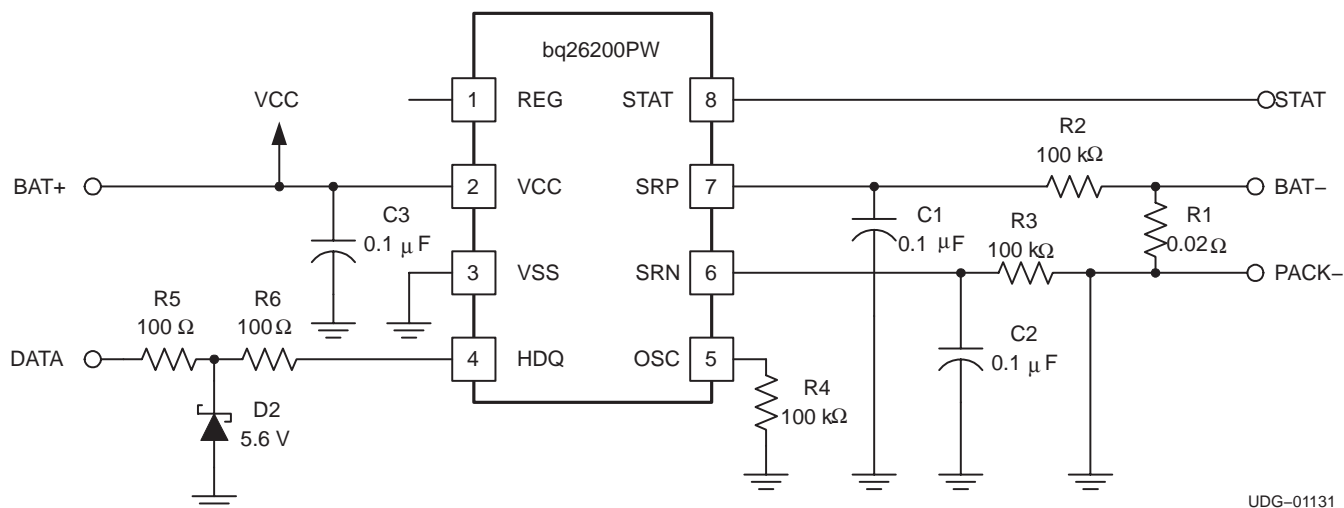 bq26200PW
1 REG STAT 8
VCC
STAT
R2
100 kΩ
BAT+
2 VCC SRP 7
BAT–
C3
0.1 μF
C1
0.1 μF
R3
100 kΩ
R1
0.02 Ω
3 VSS SRN 6
PACK–
R5
100 Ω
R6
100 Ω
C2
0.1 μF
DATA
4 HDQ OSC 5
R4
100 kΩ
D2
5.6 V
UDG–01131